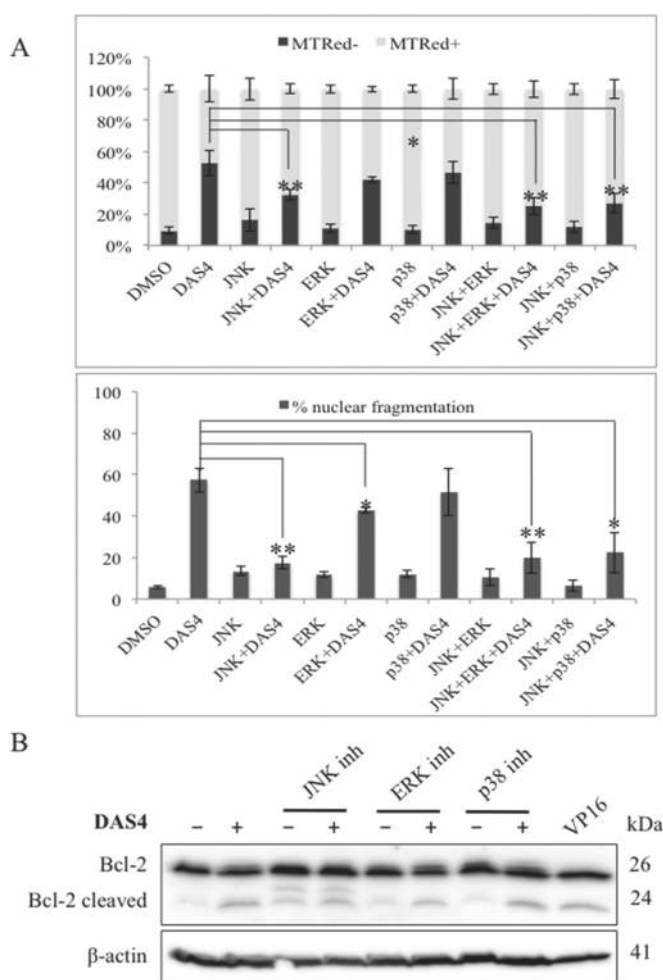 A
MTRed- MTRed+
120%
100%
80%
60%
40%
20%
0%
*
** ** **
DMSO
DAS4
JNK
JNK+DAS4
ERK
ERK+DAS4
p38
p38+DAS4
JNK+ERK
JNK+ERK+DAS4
JNK+p38
JNK+p38+DAS4
100
80
60
40
20
0
% nuclear fragmentation
** * ** *
DMSO
DAS4
JNK
JNK+DAS4
ERK
ERK+DAS4
p38
p38+DAS4
JNK+ERK
JNK+ERK+DAS4
JNK+p38
JNK+p38+DAS4
B
JNK inh ERK inh p38 inh
DAS4 - + - + - + - + VP16 kDa
Bcl-2 26
Bcl-2 cleaved 24
β-actin 41